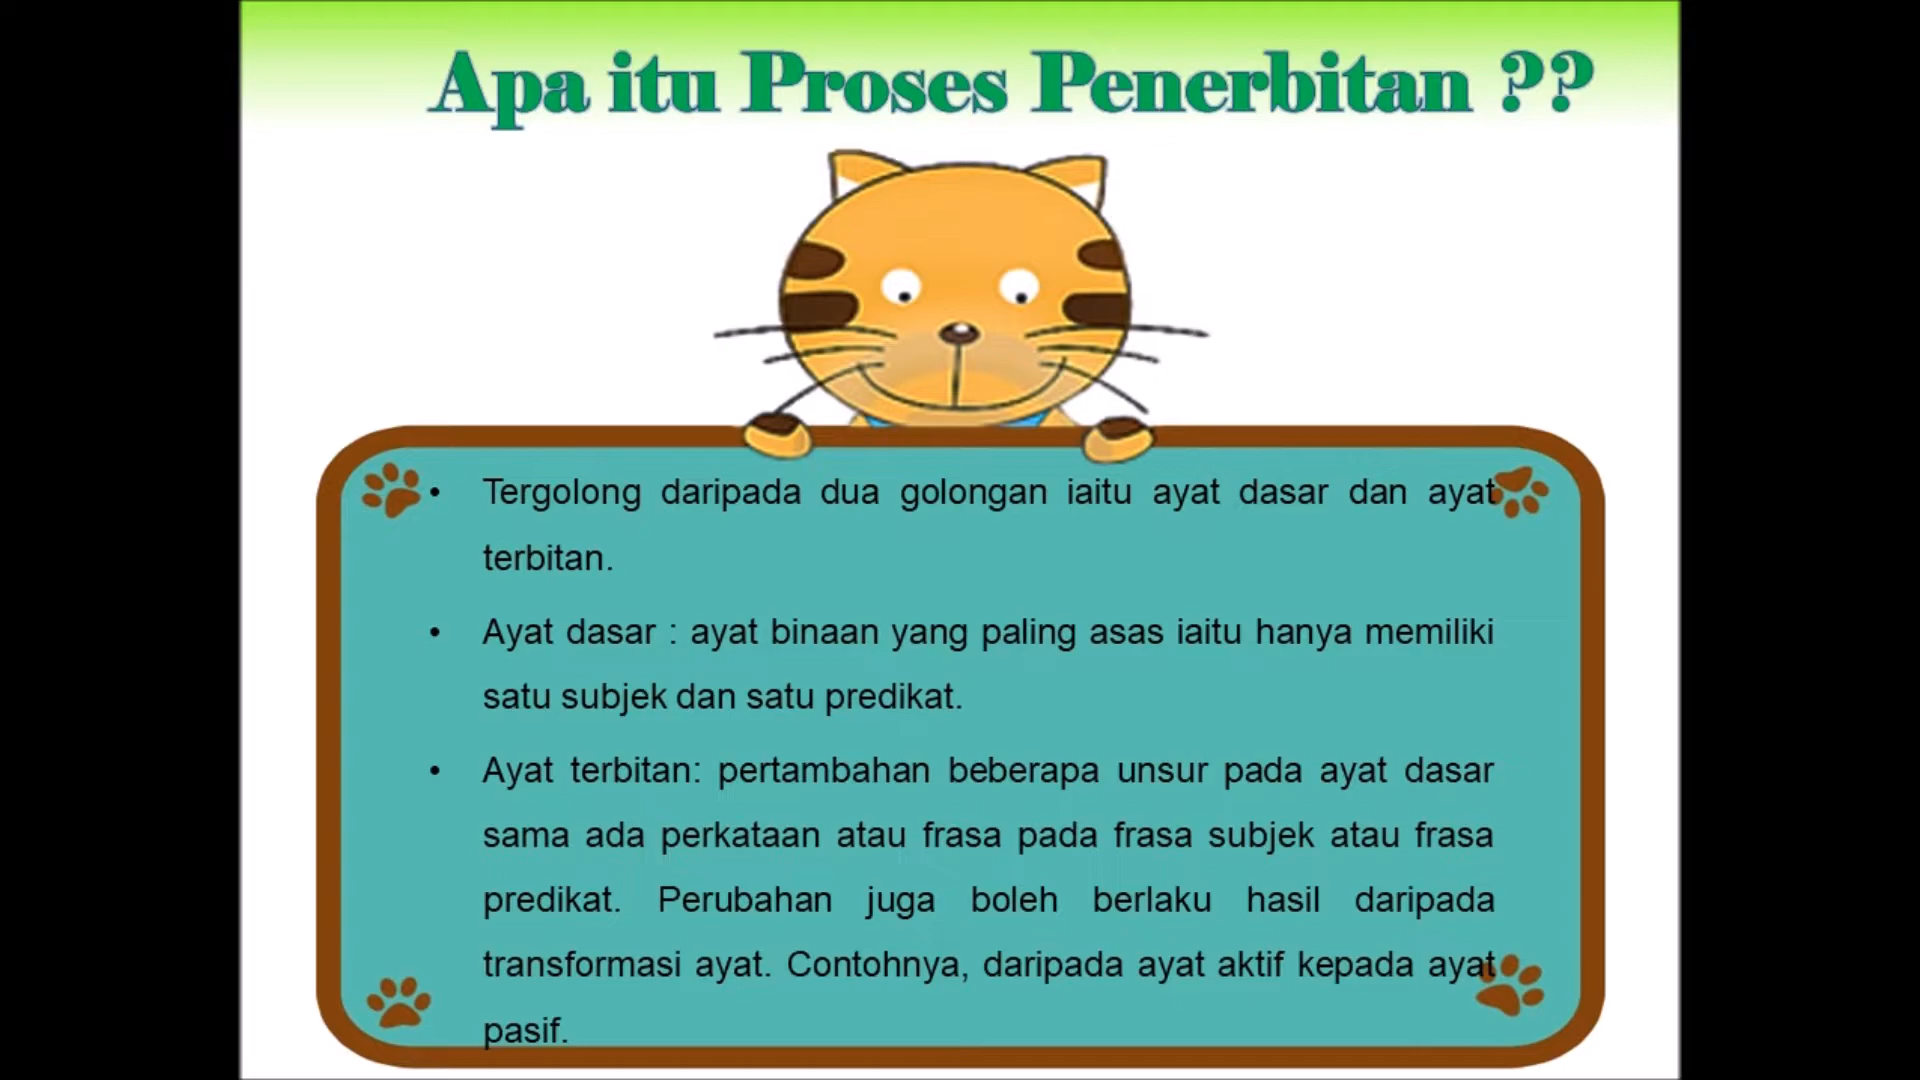 Apa itu Proses Penerbitan ??
• Tergolong daripada dua golongan iaitu ayat dasar dan ayat
terbitan.
• Ayat dasar : ayat binaan yang paling asas iaitu hanya memiliki
satu subjek dan satu predikat.
• Ayat terbitan: pertambahan beberapa unsur pada ayat dasar
sama ada perkataan atau frasa pada frasa subjek atau frasa
predikat. Perubahan juga boleh berlaku hasil daripada
transformasi ayat. Contohnya, daripada ayat aktif kepada ayat
pasif.